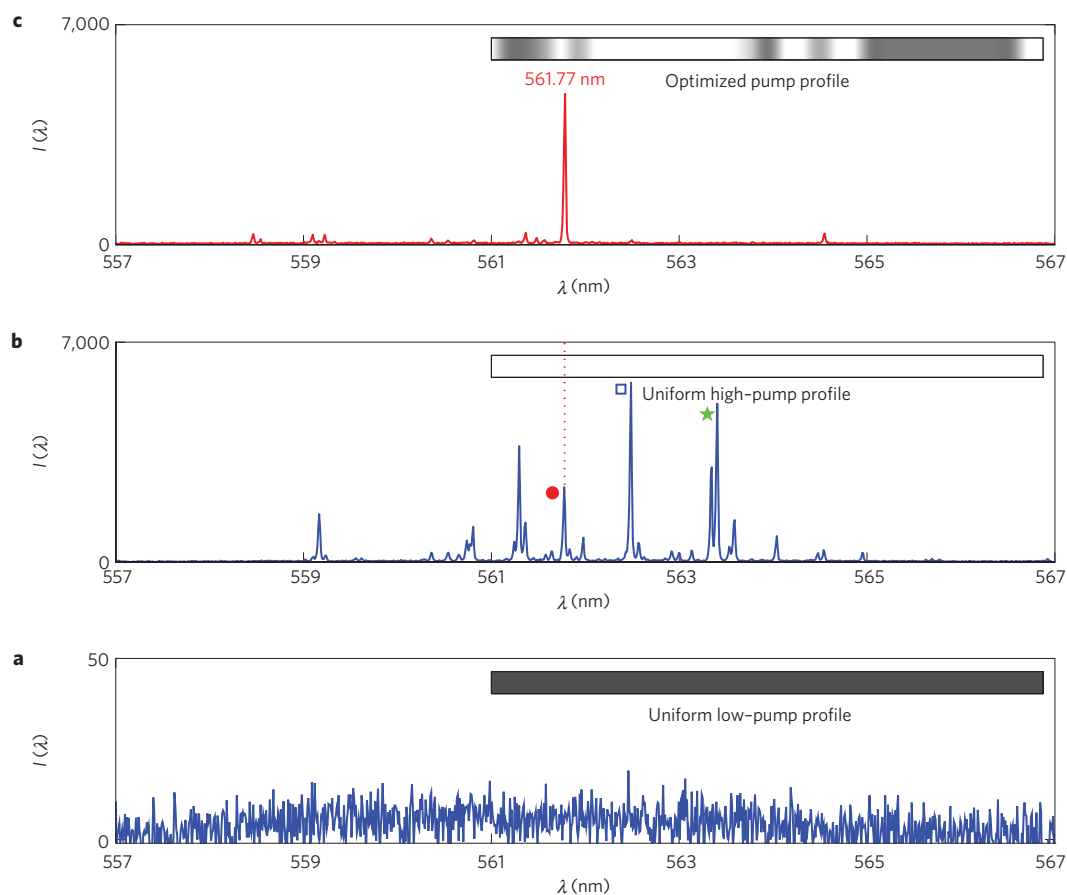 c
7,000
561.77 nm
Optimized pump profile
I (λ)
0
557 559 561 563 565 567
λ (nm)
b
7,000
Uniform high–pump profile
I (λ)
0
557 559 561 563 565 567
λ (nm)
a
50
Uniform low–pump profile
I (λ)
0
557 559 561 563 565 567
λ (nm)